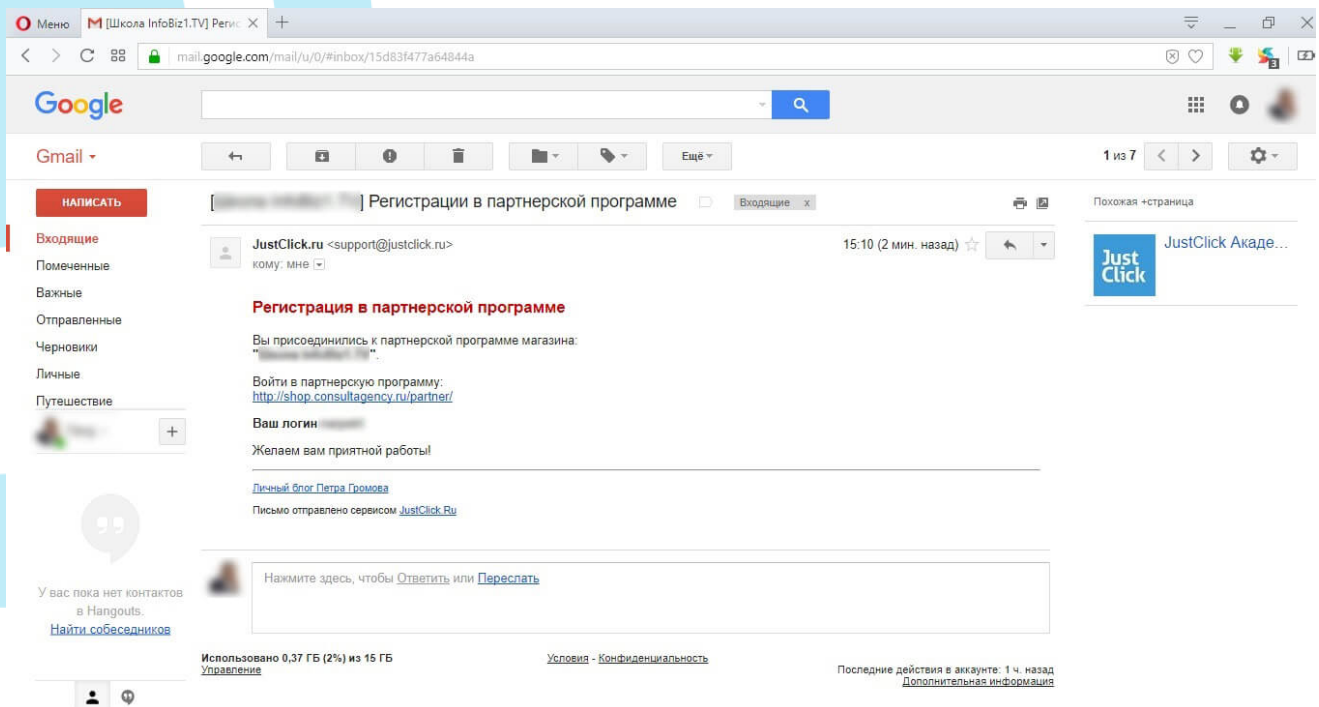 Меню
[Школа InfoBiz1.TV] Регис
mail.google.com/mail/u/0/#inbox/15d83f477a64844a
3
Google
Gmail
Ещё
1 из 7
НАПИСАТЬ
[ ] Регистрации в партнерской программе
Входящие x
Похожая +страница
Входящие
Помеченные
Важные
Отправленные
Черновики
Личные
Путешествие
JustClick.ru <support@justclick.ru>
15:10 (2 мин. назад)
кому: мне
Just
Click
JustClick Акаде...
Регистрация в партнерской программе
Вы присоединились к партнерской программе магазина:
" ".
Войти в партнерскую программу:
http://shop.consultagency.ru/partner/
Ваш логин
Желаем вам приятной работы!
Личный блог Петра Громова
Письмо отправлено сервисом JustClick.Ru
Нажмите здесь, чтобы Ответить или Переслать
У вас пока нет контактов
в Hangouts.
Найти собеседников
Использовано 0,37 ГБ (2%) из 15 ГБ
Управление
Условия - Конфиденциальность
Последние действия в аккаунте: 1 ч. назад
Дополнительная информация